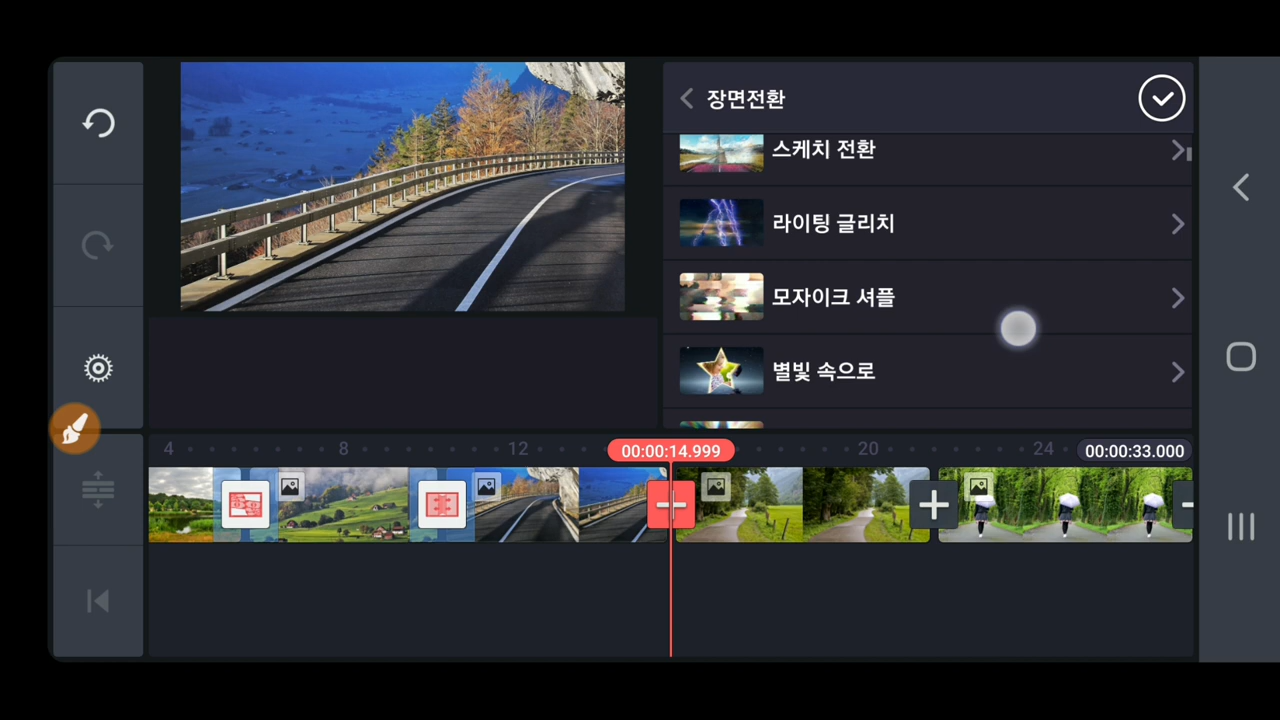 장면전환
스케치 전환
라이팅 글리치
모자이크 셔플
별빛 속으로
4 8 12 00:00:14.999 20 24 00:00:33.000